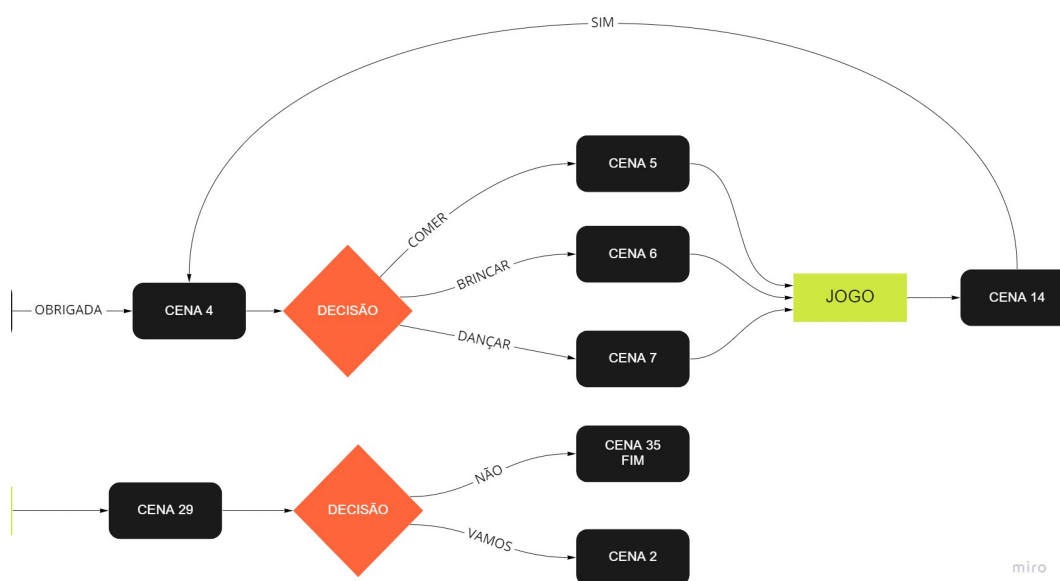 SIM
CENA 5
COMER
CENA 6
BRINCAR
OBRIGADA
CENA 4
DECISÃO
JOGO
CENA 14
DANÇAR
CENA 7
CENA 35
FIM
NÃO
CENA 29
DECISÃO
VAMOS
CENA 2
miro